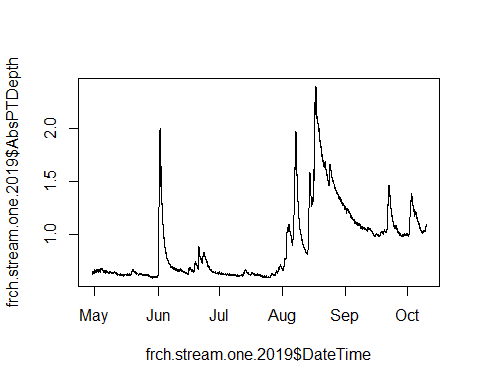 frch.stream.one.2019$AbsPTDepth
2.0
1.5
1.0
May Jun Jul Aug Sep Oct
frch.stream.one.2019$DateTime